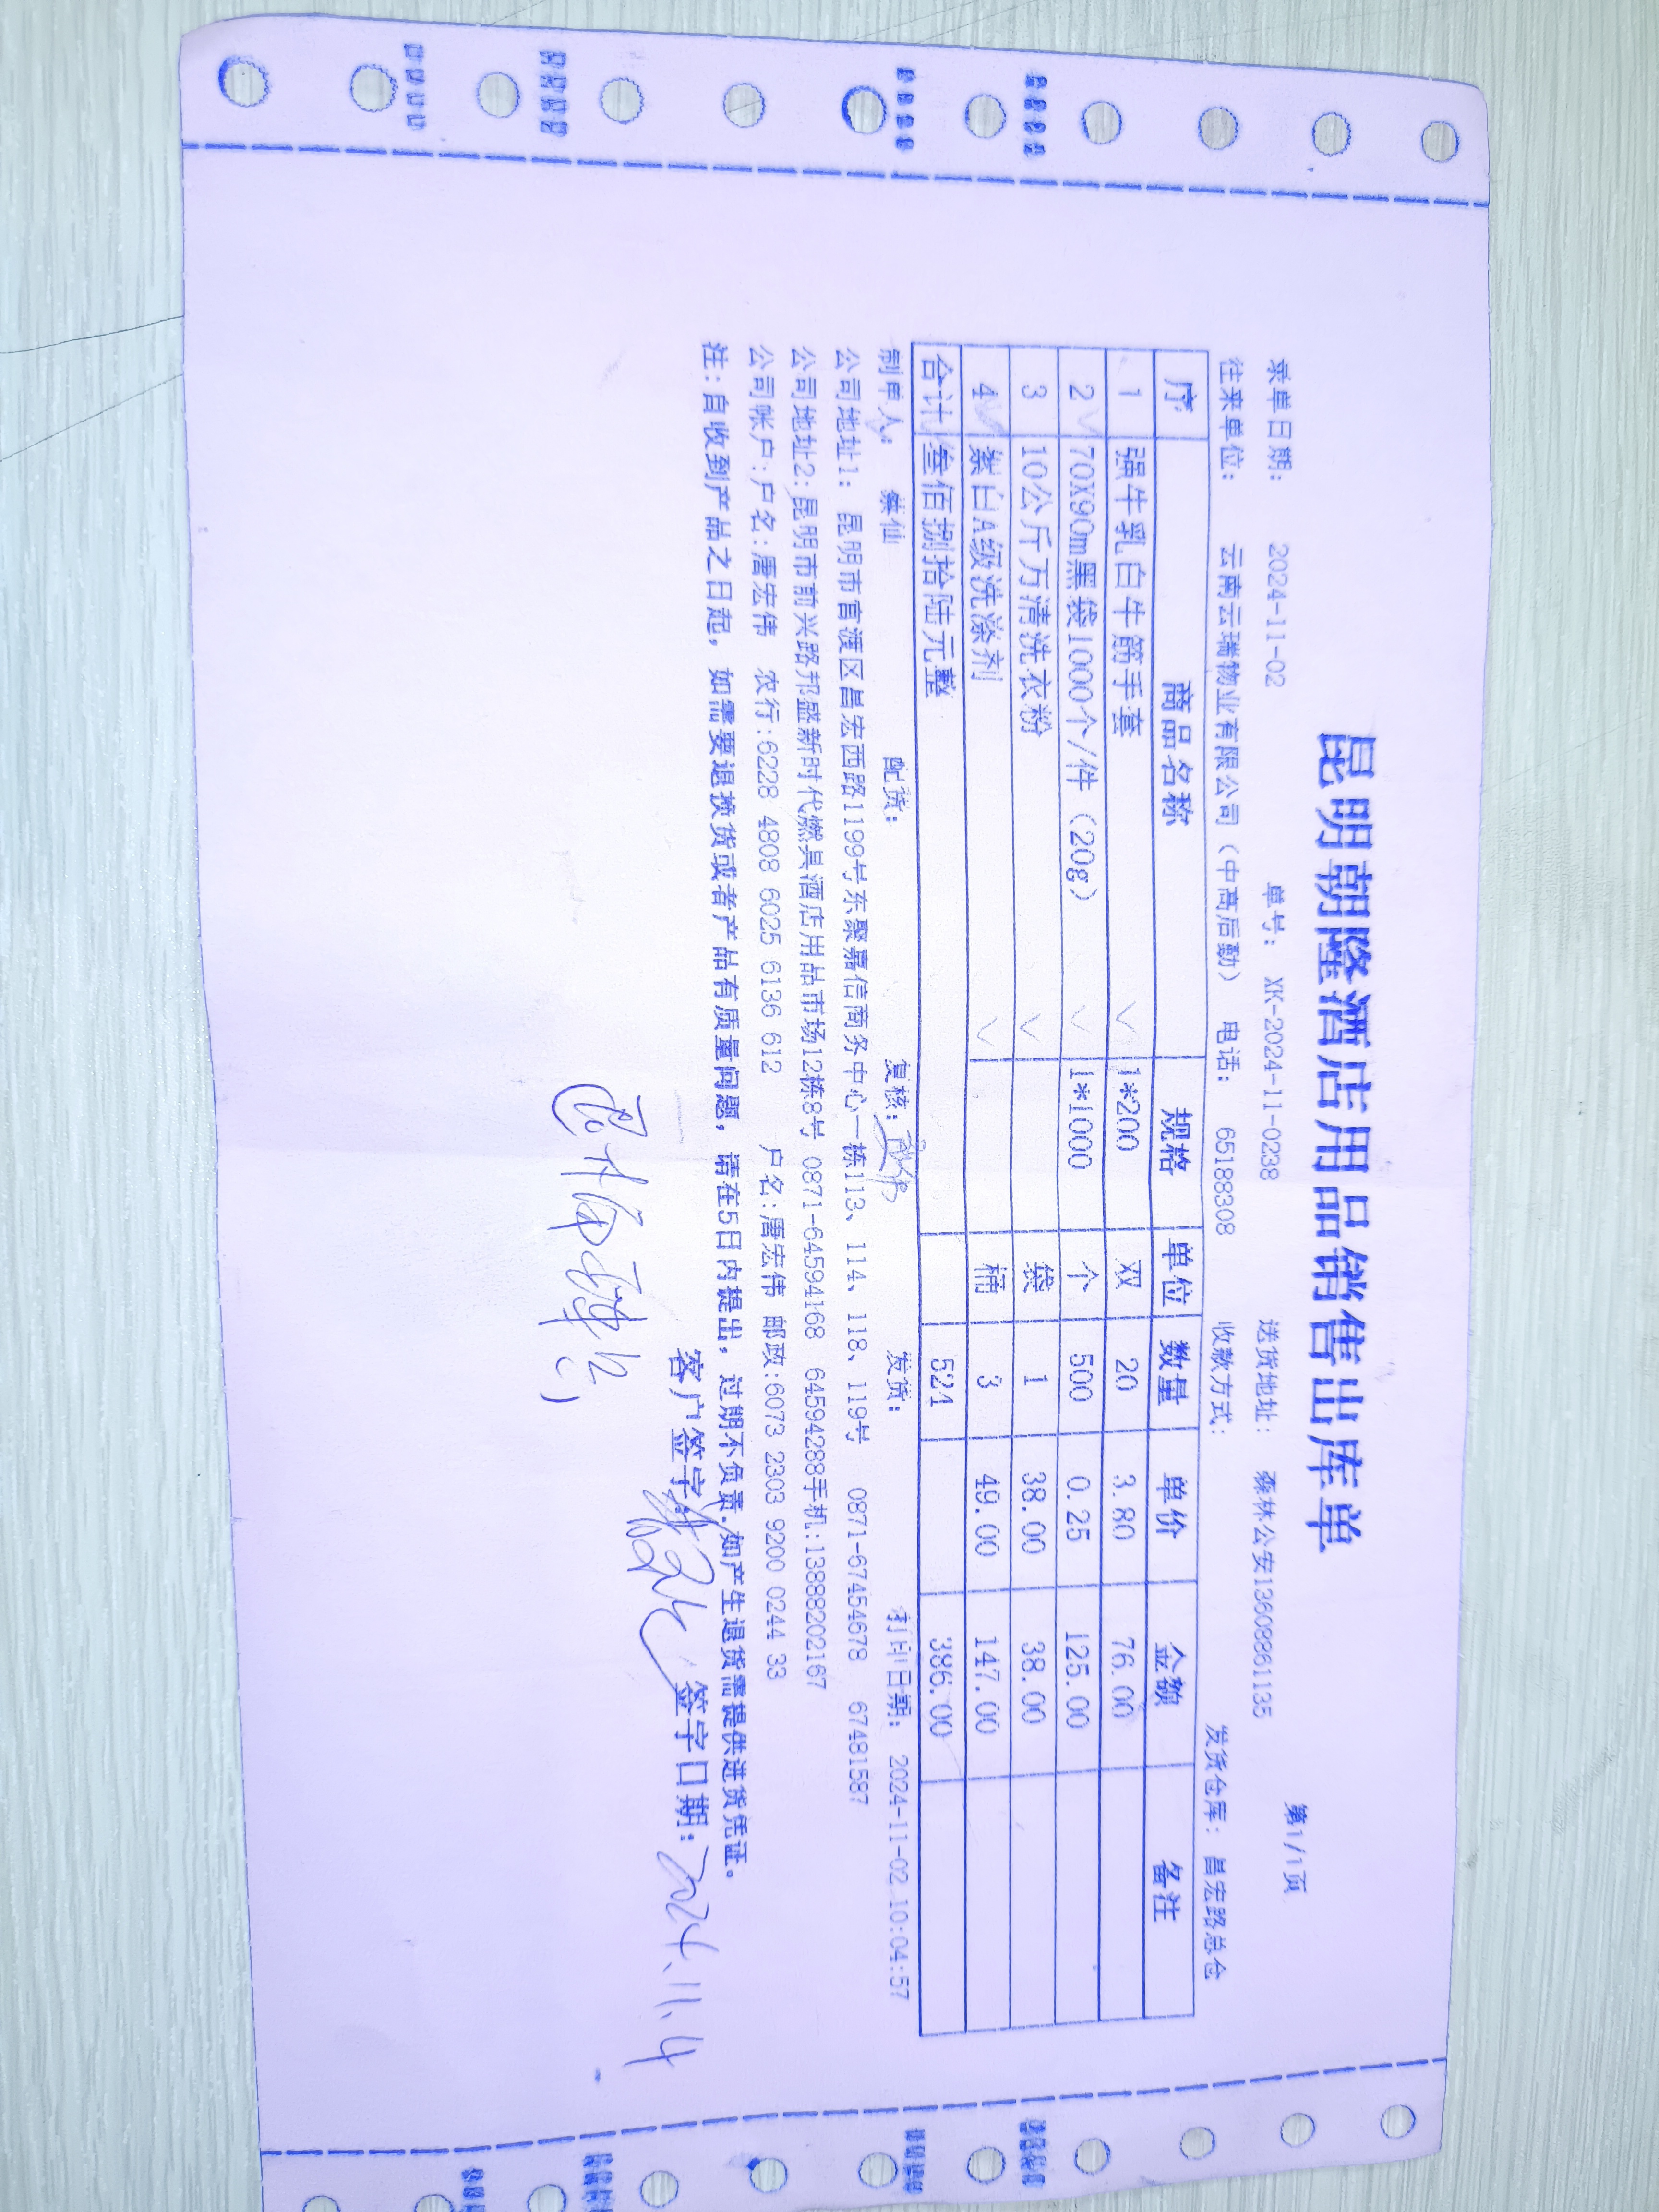 昆明朝隆酒店用品销售出库单
第1/1页
录单日期： 2024-11-02 单号： XK-2024-11-0238 送货地址： 森林公安13608861135
往来单位： 云南云瑞物业有限公司（中高后勤） 电话： 65188308 收款方式： 发货仓库： 昌宏路总仓
序 商品名称 规格 单位 数量 单价 金额 备注
1 强牛乳白牛筋手套 √ 1*200 双 20 3.80 76.00
2 √ 70X90m黑袋1000个/件（20g） √ 1*1000 个 500 0.25 125.00
3 10公斤万清洗衣粉 √ 袋 1 38.00 38.00
4 √ 絮白A级洗涤剂 √ 桶 3 49.00 147.00
合计 叁佰捌拾陆元整 524 386.00
制单人： 配货： 复核： 发货： 打印日期： 2024-11-02 10:04:57
公司地址1： 昆明市官渡区昌宏西路1199号东聚嘉信商务中心一栋113、114、118、119号 0871-67454678 67481587
公司地址2:昆明市前兴路邦盛新时代燃具酒店用品市场12栋8号 0871-64594168 64594288手机:13888202167
公司帐户:户名:唐宏伟 农行:6228 4808 6025 6136 612 户名:唐宏伟 邮政:6073 2303 9200 0244 33
注:自收到产品之日起，如需要退换货或者产品有质量问题，请在5日内提出，过期不负责.如产生退货需提供进货凭证。
客户签字: 签字日期: 2024.11.4